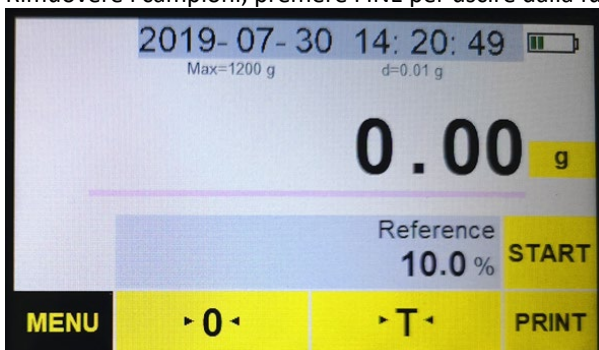 2019-07-30 14:20:49
Max=1200 g d=0.01 g
0.00 g
Reference
10.0 %
START
MENU ►0◄ ►T◄ PRINT